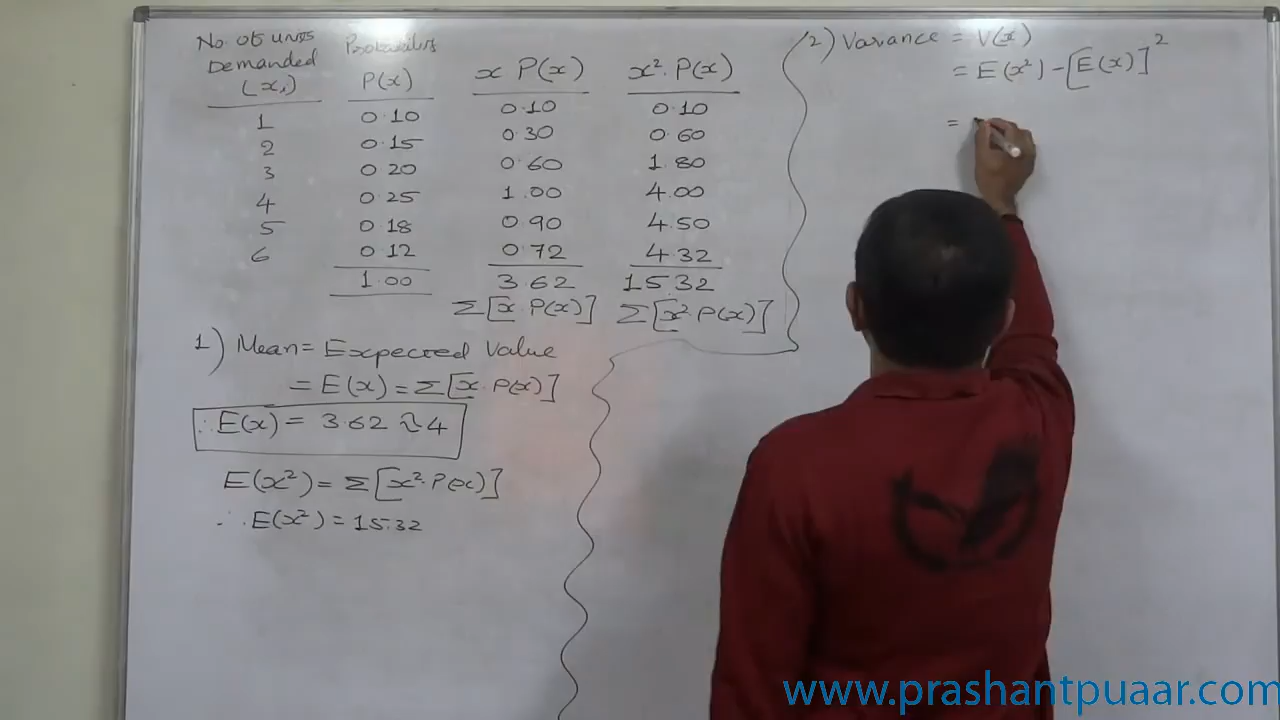 No. of units Demanded (xi) Probability P(x) x P(x) x². P(x)
1 0.10 0.10 0.10
2 0.15 0.30 0.60
3 0.20 0.60 1.80
4 0.25 1.00 4.00
5 0.18 0.90 4.50
6 0.12 0.72 4.32
1.00 3.62 15.32
Σ[x. P(x)] Σ[x². P(x)]
1) Mean = Expected Value
= E(x) = Σ[x. P(x)]
∴ E(x) = 3.62 ≈ 4
E(x²) = Σ[x². P(x)]
∴ E(x²) = 15.32
2) Varance = V(x)
= E(x²) - [E(x)]²
=
www.prashantpuaar.com